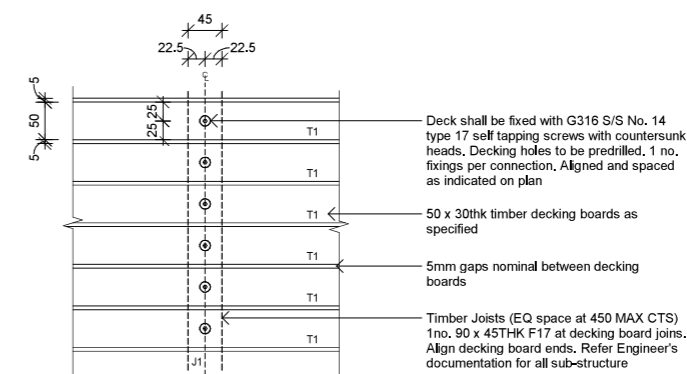 45
22.5
22.5
℄
5
50
5
25
25
T1
T1
T1
T1
T1
T1
J1
Deck shall be fixed with G316 S/S No. 14
type 17 self tapping screws with countersunk
heads. Decking holes to be predrilled. 1 no.
fixings per connection. Aligned and spaced
as indicated on plan
50 x 30thk timber decking boards as
specified
5mm gaps nominal between decking
boards
Timber Joists (EQ space at 450 MAX CTS)
1no. 90 x 45THK F17 at decking board joins.
Align decking board ends. Refer Engineer's
documentation for all sub-structure